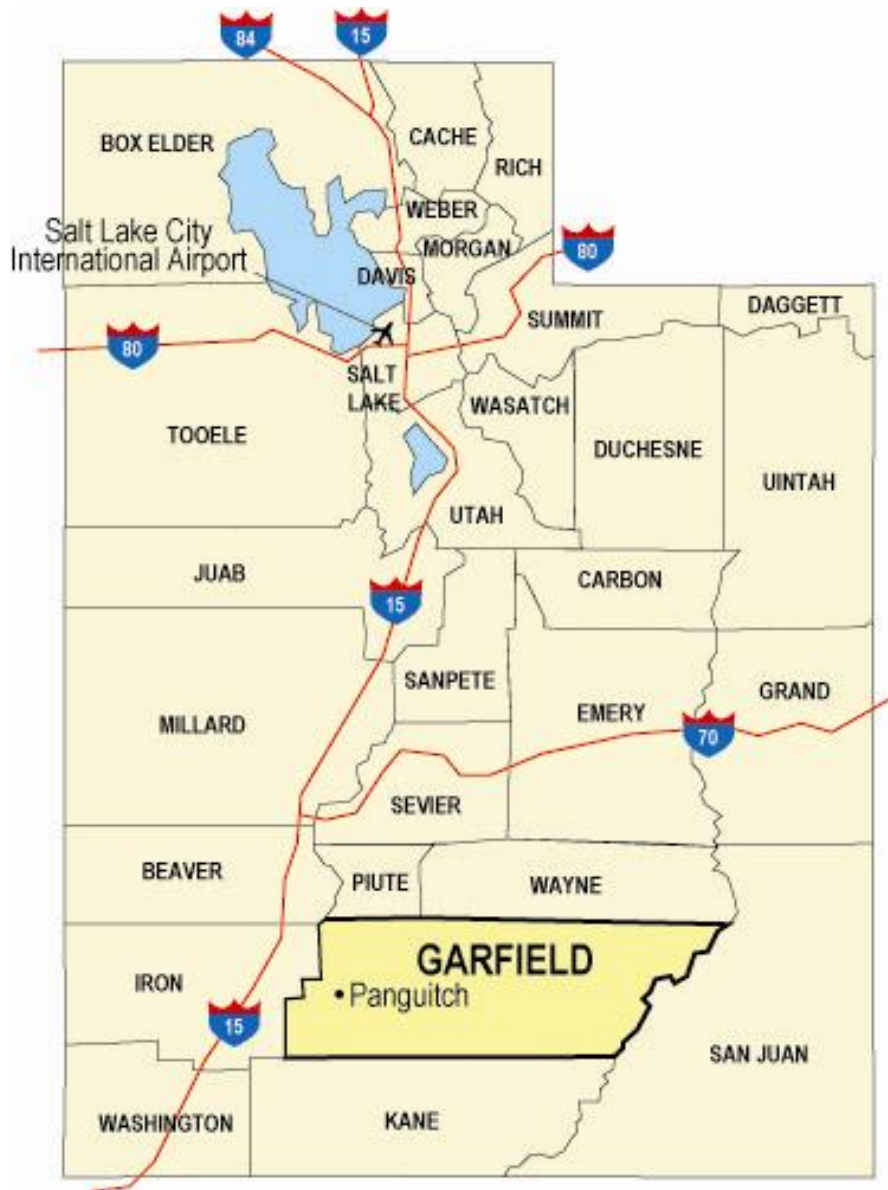 84
15
BOX ELDER
CACHE
RICH
WEBER
Salt Lake City
International Airport
MORGAN
80
DAVIS
DAGGETT
SUMMIT
80
SALT
LAKE
WASATCH
TOOELE
DUCHESNE
UINTAH
UTAH
JUAB
CARBON
15
SANPETE
GRAND
EMERY
MILLARD
70
SEVIER
BEAVER
PIUTE
WAYNE
GARFIELD
IRON
Panguitch
15
SAN JUAN
WASHINGTON
KANE